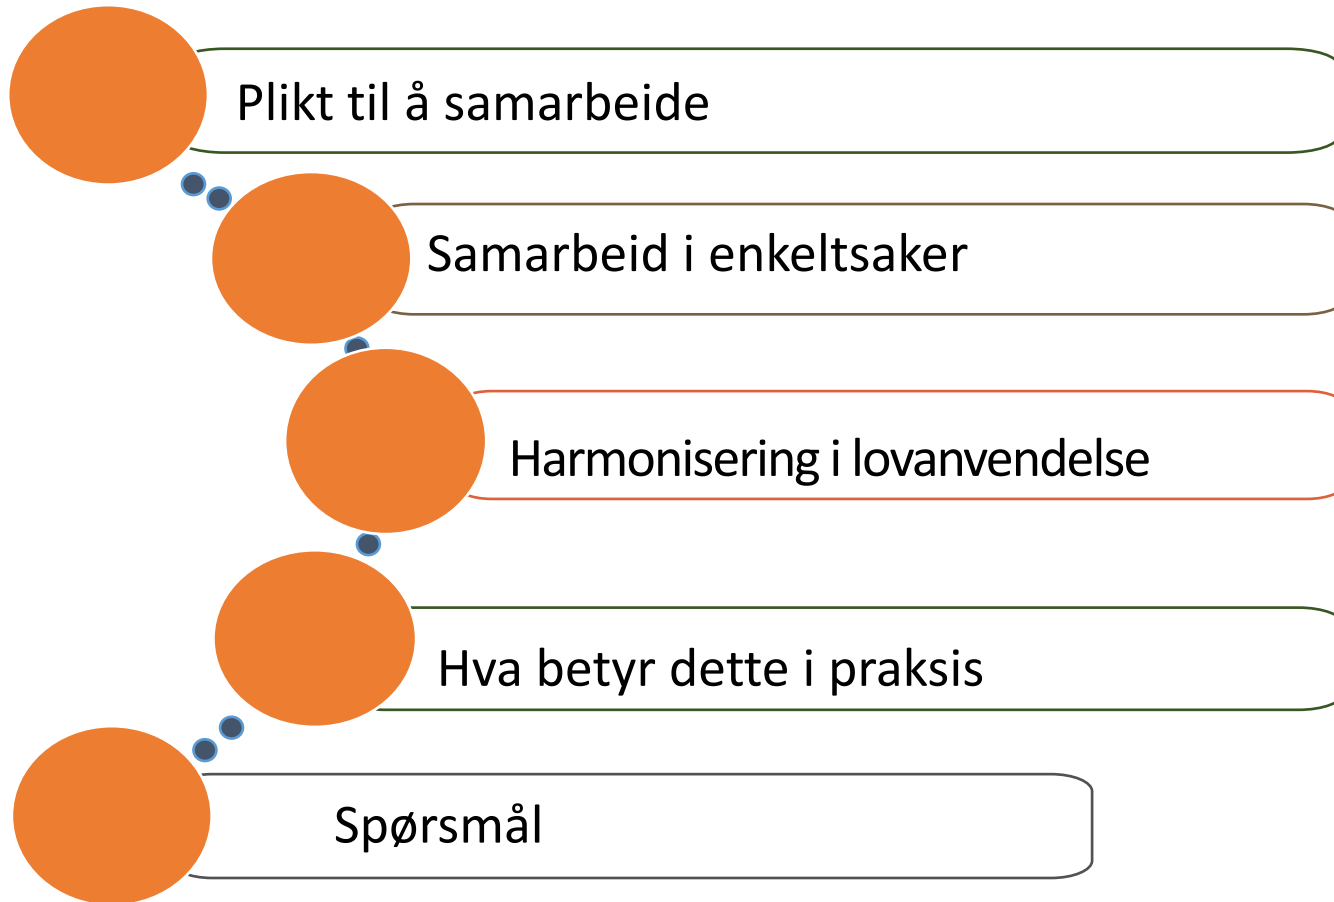 Plikt til å samarbeide
Samarbeid i enkeltsaker
Harmonisering i lovanvendelse
Hva betyr dette i praksis
Spørsmål